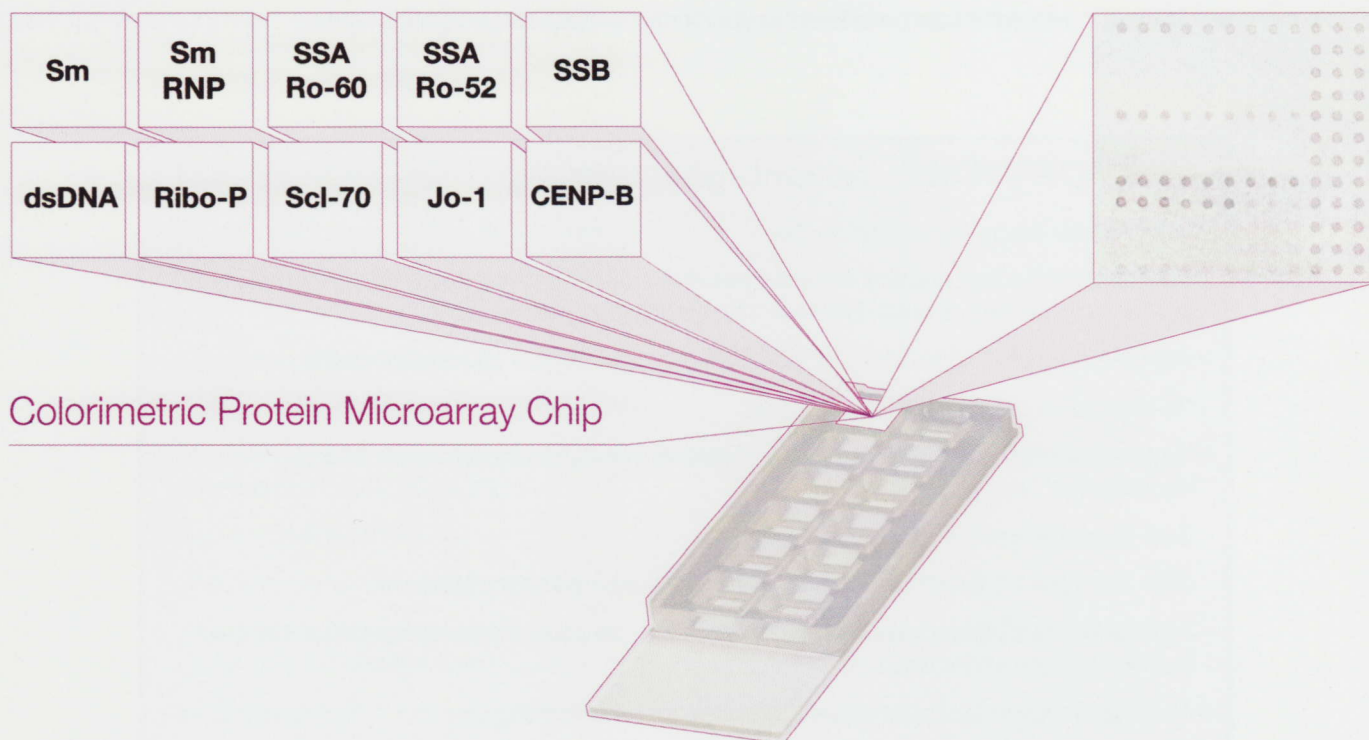 Sm
Sm
RNP
SSA
Ro-60
SSA
Ro-52
SSB
dsDNA
Ribo-P
Scl-70
Jo-1
CENP-B
Colorimetric Protein Microarray Chip